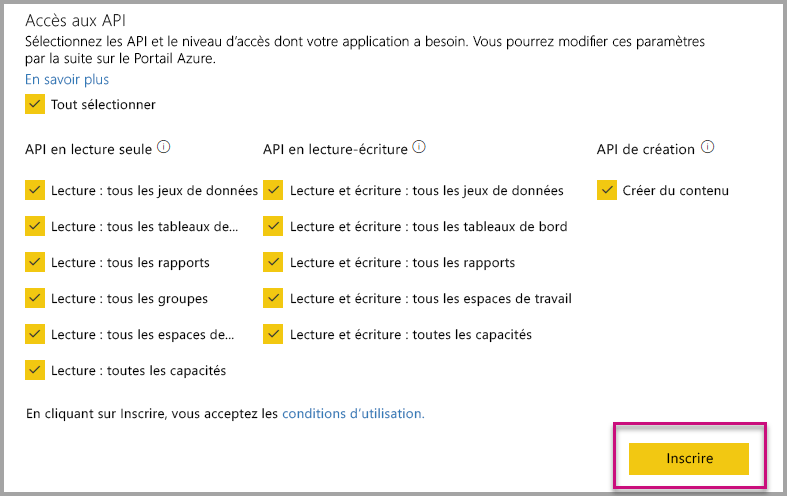 Accès aux API
Sélectionnez les API et le niveau d’accès dont votre application a besoin. Vous pourrez modifier ces paramètres
par la suite sur le Portail Azure.
En savoir plus
Tout sélectionner
API en lecture seule
API en lecture-écriture
API de création
Lecture : tous les jeux de données
Lecture et écriture : tous les jeux de données
Créer du contenu
Lecture : tous les tableaux de...
Lecture et écriture : tous les tableaux de bord
Lecture : tous les rapports
Lecture et écriture : tous les rapports
Lecture : tous les groupes
Lecture et écriture : tous les espaces de travail
Lecture : tous les espaces de...
Lecture et écriture : toutes les capacités
Lecture : toutes les capacités
En cliquant sur Inscrire, vous acceptez les conditions d’utilisation.
Inscrire